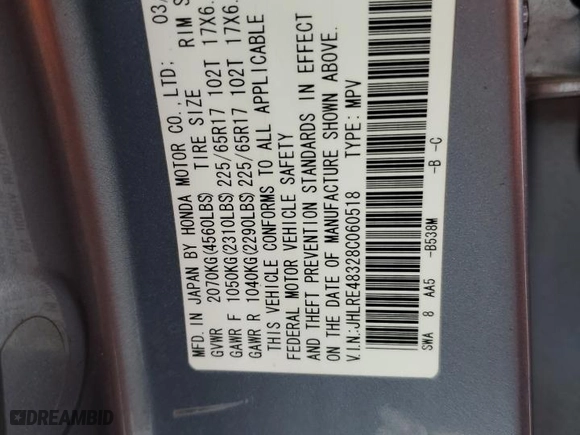 MFD. IN JAPAN BY HONDA MOTOR CO.,LTD: 03/
GVWR 2070KG(4560LBS) TIRE SIZE RIM S
GAWR F 1050KG(2310LBS) 225/65R17 102T 17X6.
GAWR R 1040KG(2290LBS) 225/65R17 102T 17X6.
THIS VEHICLE CONFORMS TO ALL APPLICABLE
FEDERAL MOTOR VEHICLE SAFETY
AND THEFT PREVENTION STANDARDS IN EFFECT
ON THE DATE OF MANUFACTURE SHOWN ABOVE.
V.I.N.:JHLRE48328C060518 TYPE: MPV
SWA 8 AA5 -B538M -B -C
DREAMBID